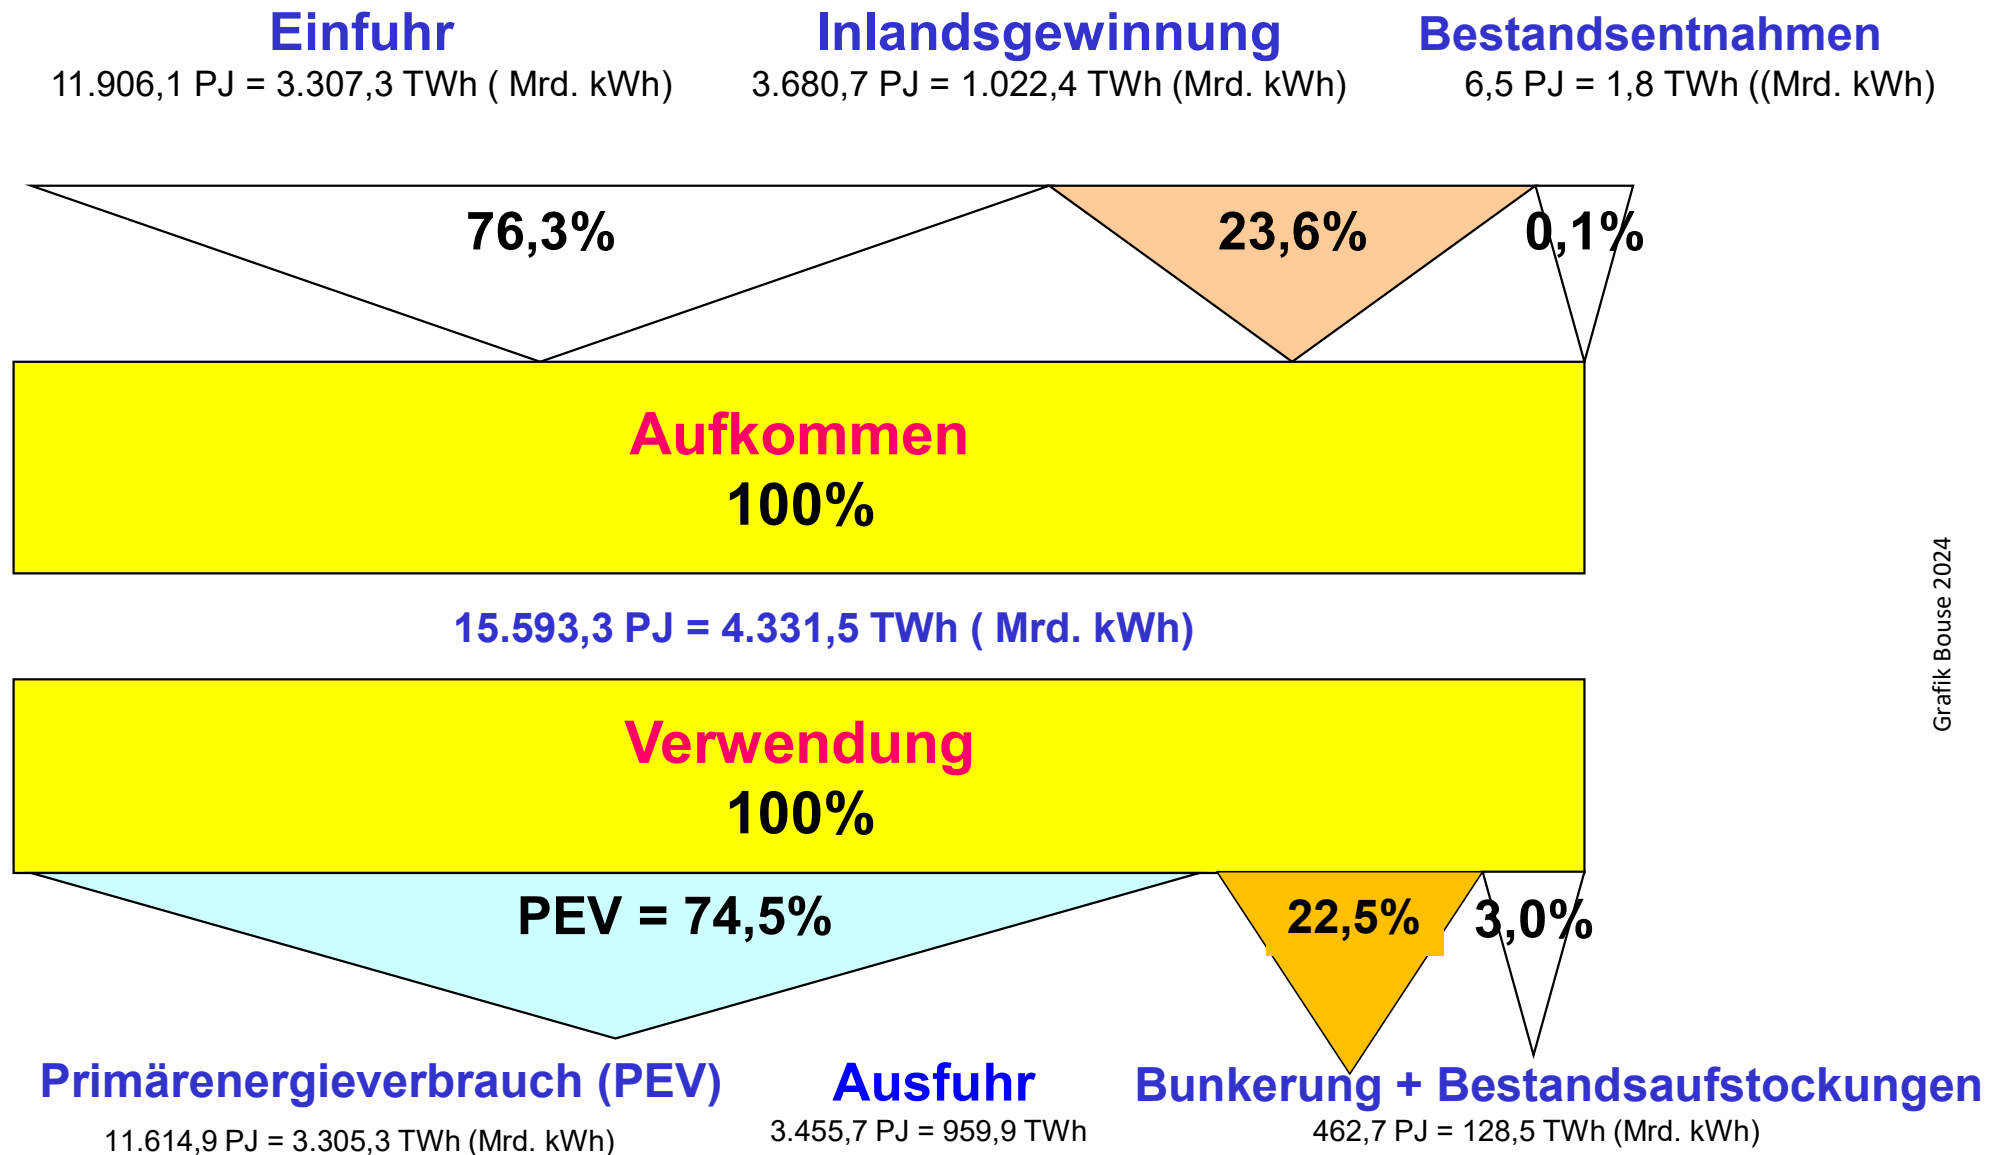 Einfuhr
11.906,1 PJ = 3.307,3 TWh ( Mrd. kWh)
Inlandsgewinnung
3.680,7 PJ = 1.022,4 TWh (Mrd. kWh)
Bestandsentnahmen
6,5 PJ = 1,8 TWh ((Mrd. kWh)
76,3%
23,6%
0,1%
Aufkommen
100%
15.593,3 PJ = 4.331,5 TWh ( Mrd. kWh)
Grafik Bouse 2024
Verwendung
100%
PEV = 74,5%
22,5%
3,0%
Primärenergieverbrauch (PEV)
11.614,9 PJ = 3.305,3 TWh (Mrd. kWh)
Ausfuhr
3.455,7 PJ = 959,9 TWh
Bunkerung + Bestandsaufstockungen
462,7 PJ = 128,5 TWh (Mrd. kWh)